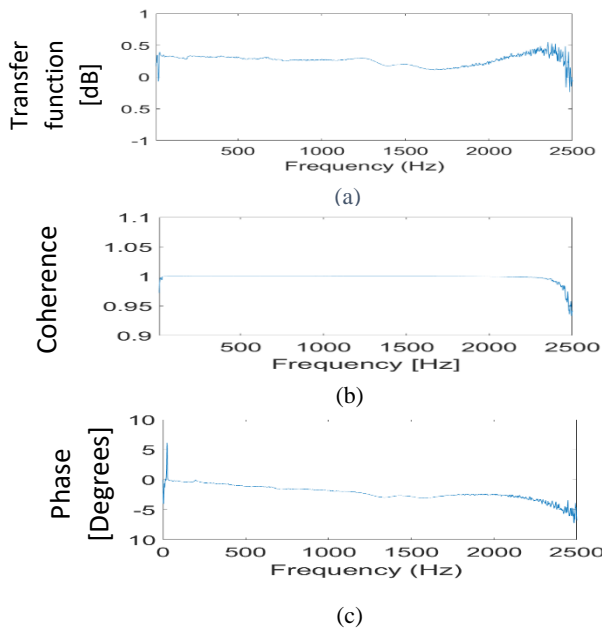 Transfer function [dB]
1
0.5
0
0.5
-1
500 1000 1500 2000 2500
Frequency (Hz)
(a)
Coherence
1.1
1.05
1
0.95
0.9
500 1000 1500 2000 2500
Frequency [Hz]
(b)
Phase [Degrees]
10
5
0
-5
10
0 500 1000 1500 2000 2500
Frequency (Hz)
(c)